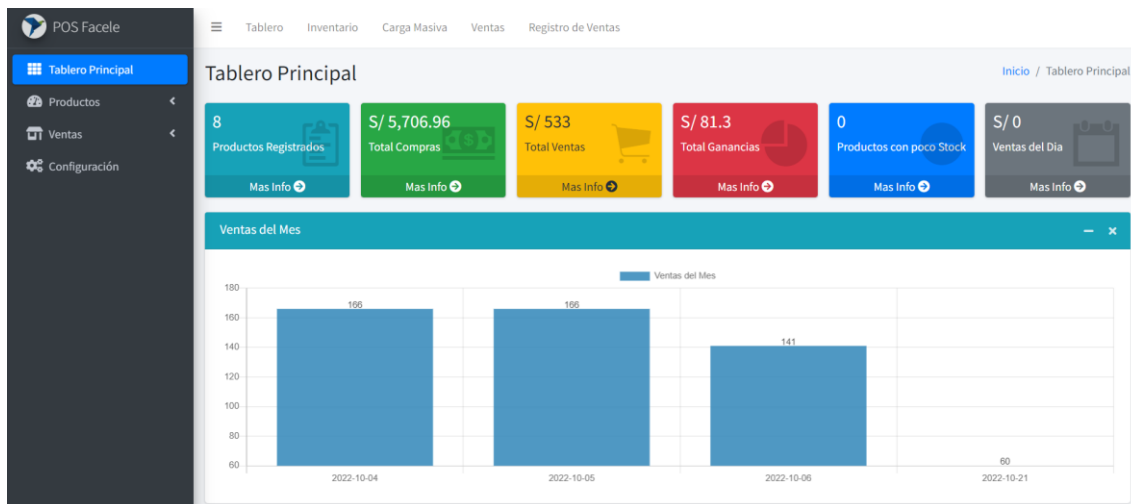 POS Facele
Tablero Inventario Carga Masiva Ventas Registro de Ventas
Tablero Principal
Productos
Ventas
Configuración
Tablero Principal
Inicio / Tablero Principal
8
Productos Registrados
Mas Info
S/ 5,706.96
Total Compras
Mas Info
S/ 533
Total Ventas
Mas Info
S/ 81.3
Total Ganancias
Mas Info
0
Productos con poco Stock
Mas Info
S/ 0
Ventas del Dia
Mas Info
Ventas del Mes
Ventas del Mes
180
160
140
120
100
80
60
166
166
141
60
2022-10-04
2022-10-05
2022-10-06
2022-10-21